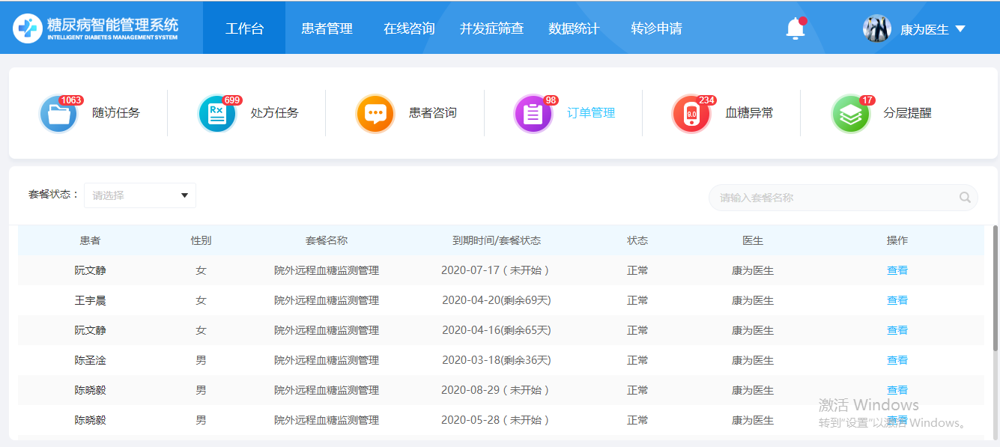 糖尿病智能管理系统
INTELLIGENT DIABETES MANAGEMENT SYSTEM
工作台 患者管理 在线咨询 并发症筛查 数据统计 转诊申请 康为医生
1063 随访任务 Rx 699 处方任务 患者咨询 98 订单管理 9.0 234 血糖异常 17 分层提醒
套餐状态： 请选择 请输入套餐名称
患者 性别 套餐名称 到期时间/套餐状态 状态 医生 操作
阮文静 女 院外远程血糖监测管理 2020-07-17 ( 未开始 ) 正常 康为医生 查看
王宇晨 女 院外远程血糖监测管理 2020-04-20(剩余69天) 正常 康为医生 查看
阮文静 女 院外远程血糖监测管理 2020-04-16(剩余65天) 正常 康为医生 查看
陈圣淦 男 院外远程血糖监测管理 2020-03-18(剩余36天) 正常 康为医生 查看
陈晓毅 男 院外远程血糖监测管理 2020-08-29 ( 未开始 ) 正常 康为医生 查看
陈晓毅 男 院外远程血糖监测管理 2020-05-28 ( 未开始 ) 正常 康为医生 查看
激活 Windows
转到"设置"以激活 Windows。